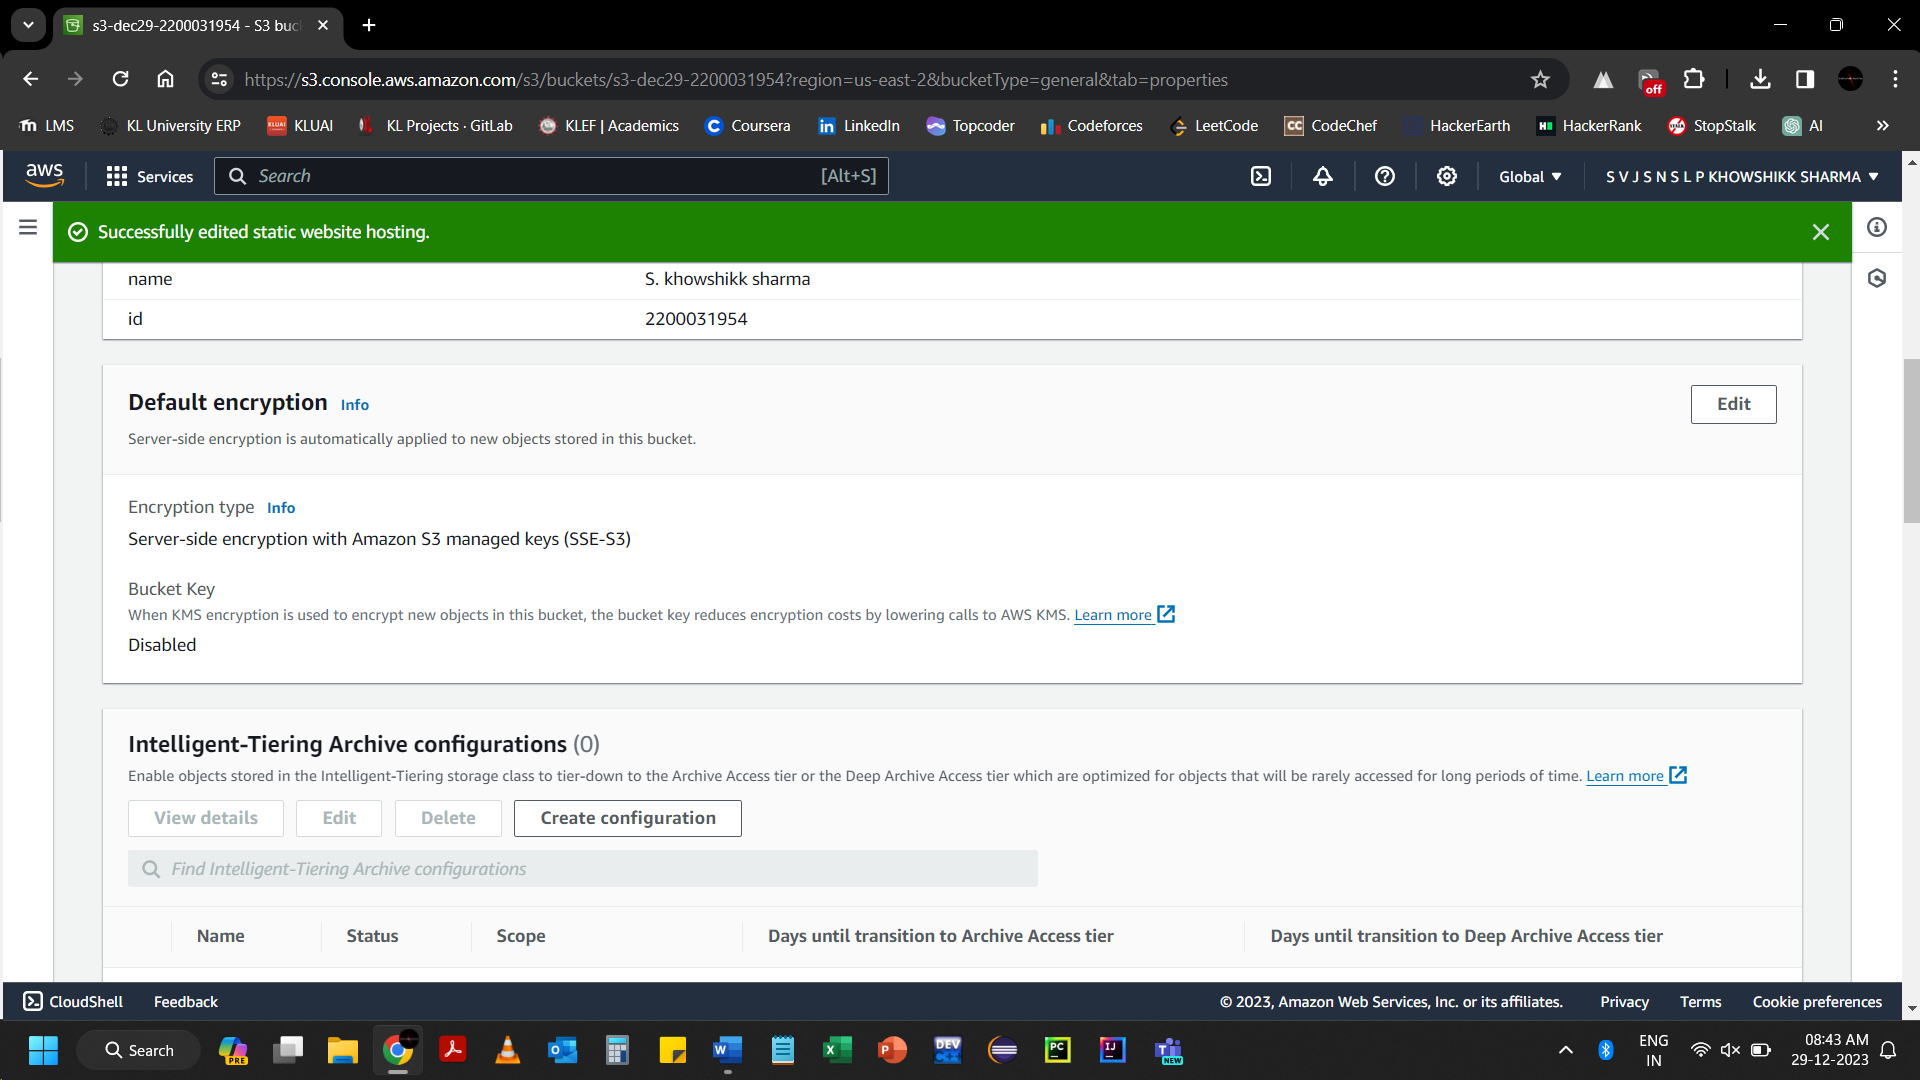 s3-dec29-2200031954 - S3 buc
https://s3.console.aws.amazon.com/s3/buckets/s3-dec29-2200031954?region=us-east-2&bucketType=general&tab=properties
off
LMS KL University ERP KLUAI KL Projects · GitLab KLEF | Academics Coursera LinkedIn Topcoder Codeforces LeetCode CodeChef HackerEarth HackerRank StopStalk AI »
aws Services Search [Alt+S] Global S V J S N S L P KHOWSHIKK SHARMA
Successfully edited static website hosting.
name S. khowshikk sharma
id 2200031954
Default encryption Info Edit
Server-side encryption is automatically applied to new objects stored in this bucket.
Encryption type Info
Server-side encryption with Amazon S3 managed keys (SSE-S3)
Bucket Key
When KMS encryption is used to encrypt new objects in this bucket, the bucket key reduces encryption costs by lowering calls to AWS KMS. Learn more
Disabled
Intelligent-Tiering Archive configurations (0)
Enable objects stored in the Intelligent-Tiering storage class to tier-down to the Archive Access tier or the Deep Archive Access tier which are optimized for objects that will be rarely accessed for long periods of time. Learn more
View details Edit Delete Create configuration
Find Intelligent-Tiering Archive configurations
Name Status Scope Days until transition to Archive Access tier Days until transition to Deep Archive Access tier
CloudShell Feedback © 2023, Amazon Web Services, Inc. or its affiliates. Privacy Terms Cookie preferences
Search PRE DEV C++ PC IJ NEW ENG IN 08:43 AM
29-12-2023